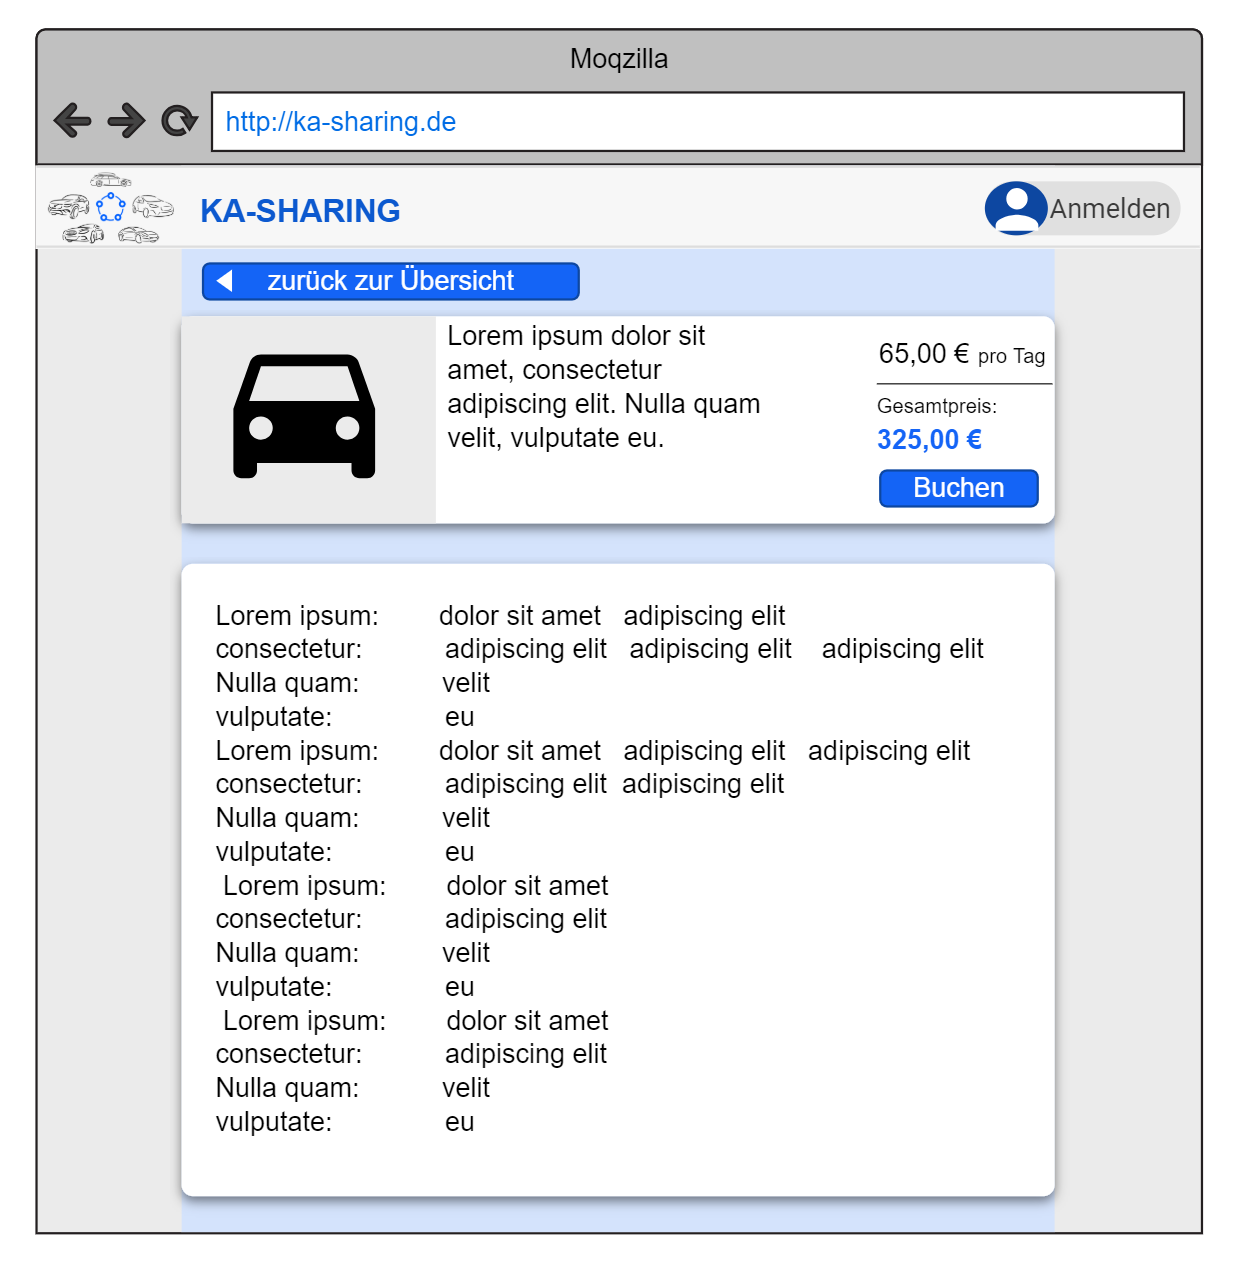 Moqzilla
http://ka-sharing.de
KA-SHARING
Anmelden
zurück zur Übersicht
Lorem ipsum dolor sit
amet, consectetur
adipiscing elit. Nulla quam
velit, vulputate eu.
65,00 € pro Tag
Gesamtpreis:
325,00 €
Buchen
Lorem ipsum: dolor sit amet adipiscing elit
consectetur: adipiscing elit adipiscing elit adipiscing elit
Nulla quam: velit
vulputate: eu
Lorem ipsum: dolor sit amet adipiscing elit adipiscing elit
consectetur: adipiscing elit adipiscing elit
Nulla quam: velit
vulputate: eu
Lorem ipsum: dolor sit amet
consectetur: adipiscing elit
Nulla quam: velit
vulputate: eu
Lorem ipsum: dolor sit amet
consectetur: adipiscing elit
Nulla quam: velit
vulputate: eu